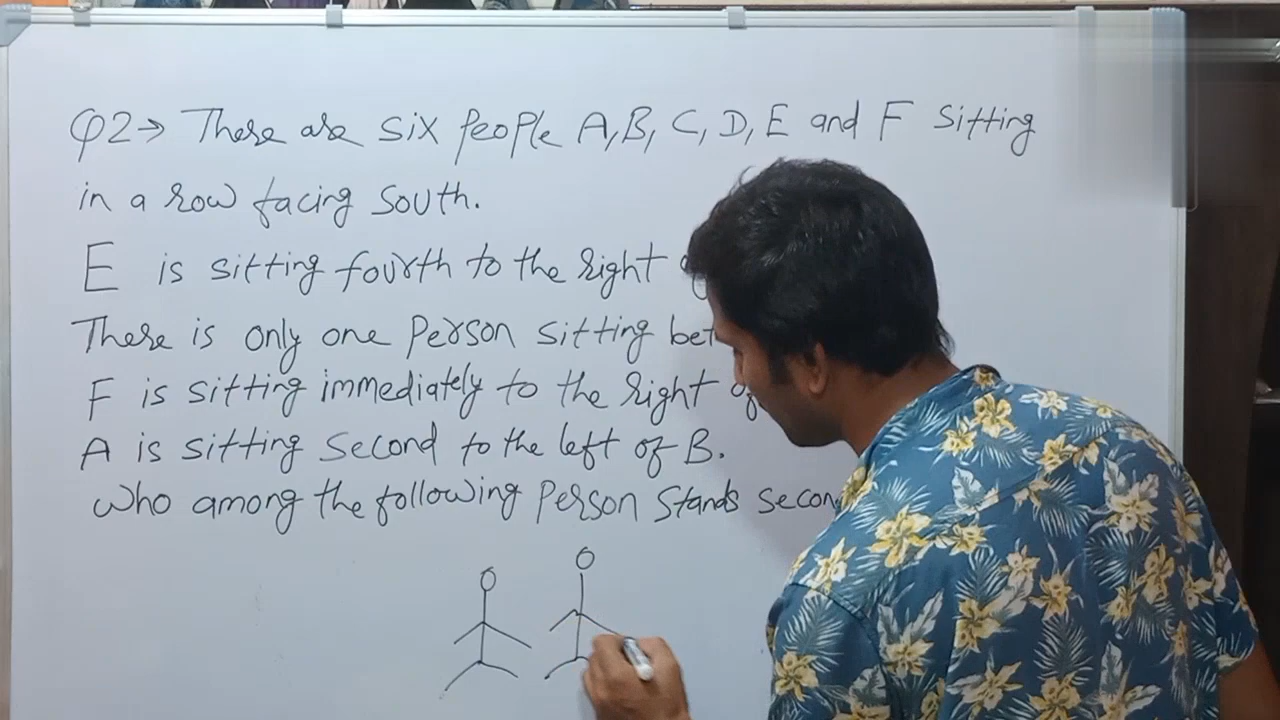 Q2→ There are six People A, B, C, D, E and F Sitting
in a row facing South.
E is sitting fourth to the right
There is only one Person sitting bet
F is sitting immediately to the right of
A is sitting Second to the left of B.
who among the following Person Stands Secon